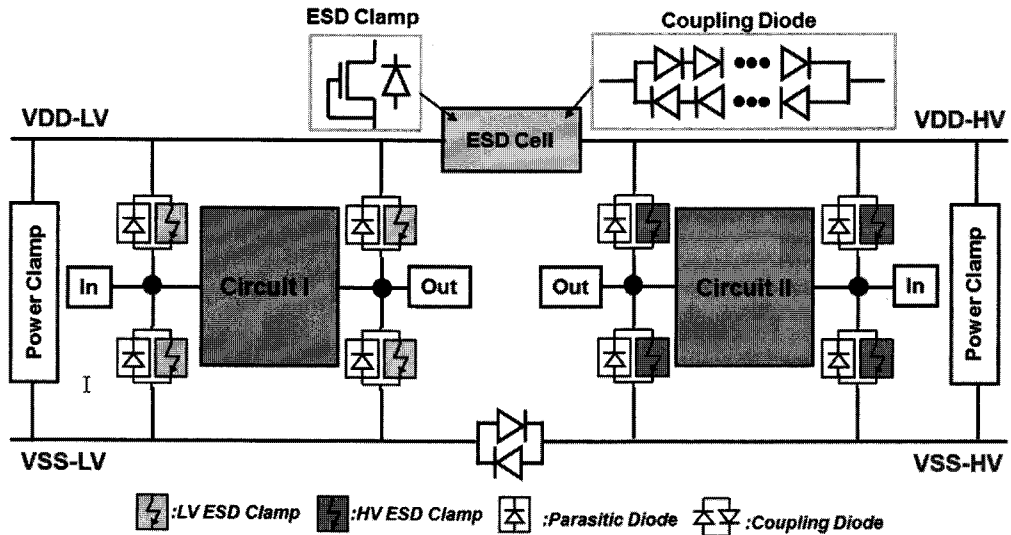 ESD Clamp
Coupling Diode
VDD-LV
ESD Cell
VDD-HV
Power Clamp
In
Circuit I
Out
Out
Circuit II
In
Power Clamp
VSS-LV
VSS-HV
:LV ESD Clamp
:HV ESD Clamp
:Parasitic Diode
:Coupling Diode